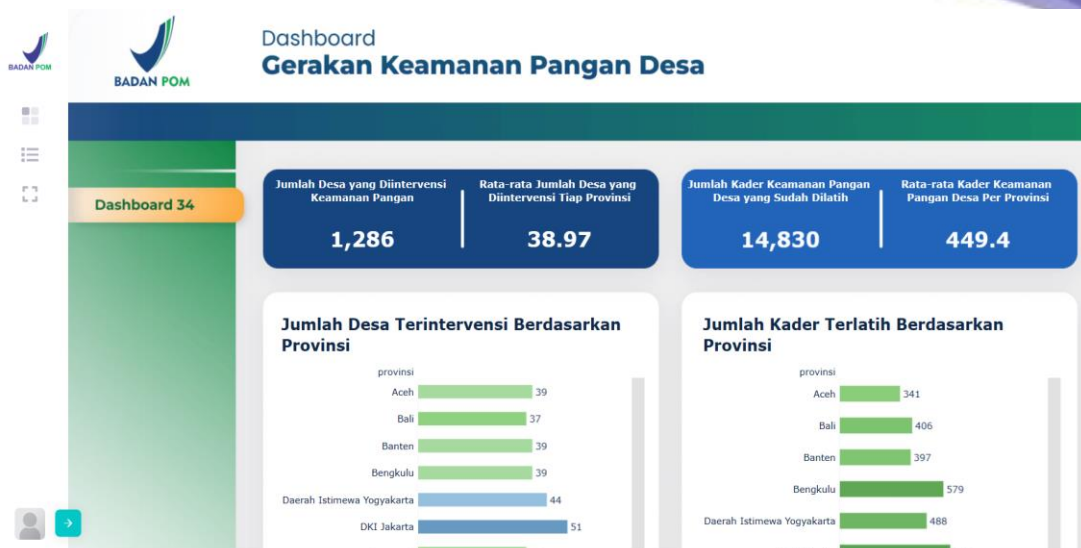 BADAN POM
BADAN POM
Dashboard
Gerakan Keamanan Pangan Desa
Dashboard 34
Jumlah Desa yang Diintervensi
Keamanan Pangan
1,286
Rata-rata Jumlah Desa yang
Diintervensi Tiap Provinsi
38.97
Jumlah Kader Keamanan Pangan
Desa yang Sudah Dilatih
14,830
Rata-rata Kader Keamanan
Pangan Desa Per Provinsi
449.4
Jumlah Desa Terintervensi Berdasarkan
Provinsi
provinsi
Aceh 39
Bali 37
Banten 39
Bengkulu 39
Daerah Istimewa Yogyakarta 44
DKI Jakarta 51
Jumlah Kader Terlatih Berdasarkan
Provinsi
provinsi
Aceh 341
Bali 406
Banten 397
Bengkulu 579
Daerah Istimewa Yogyakarta 488